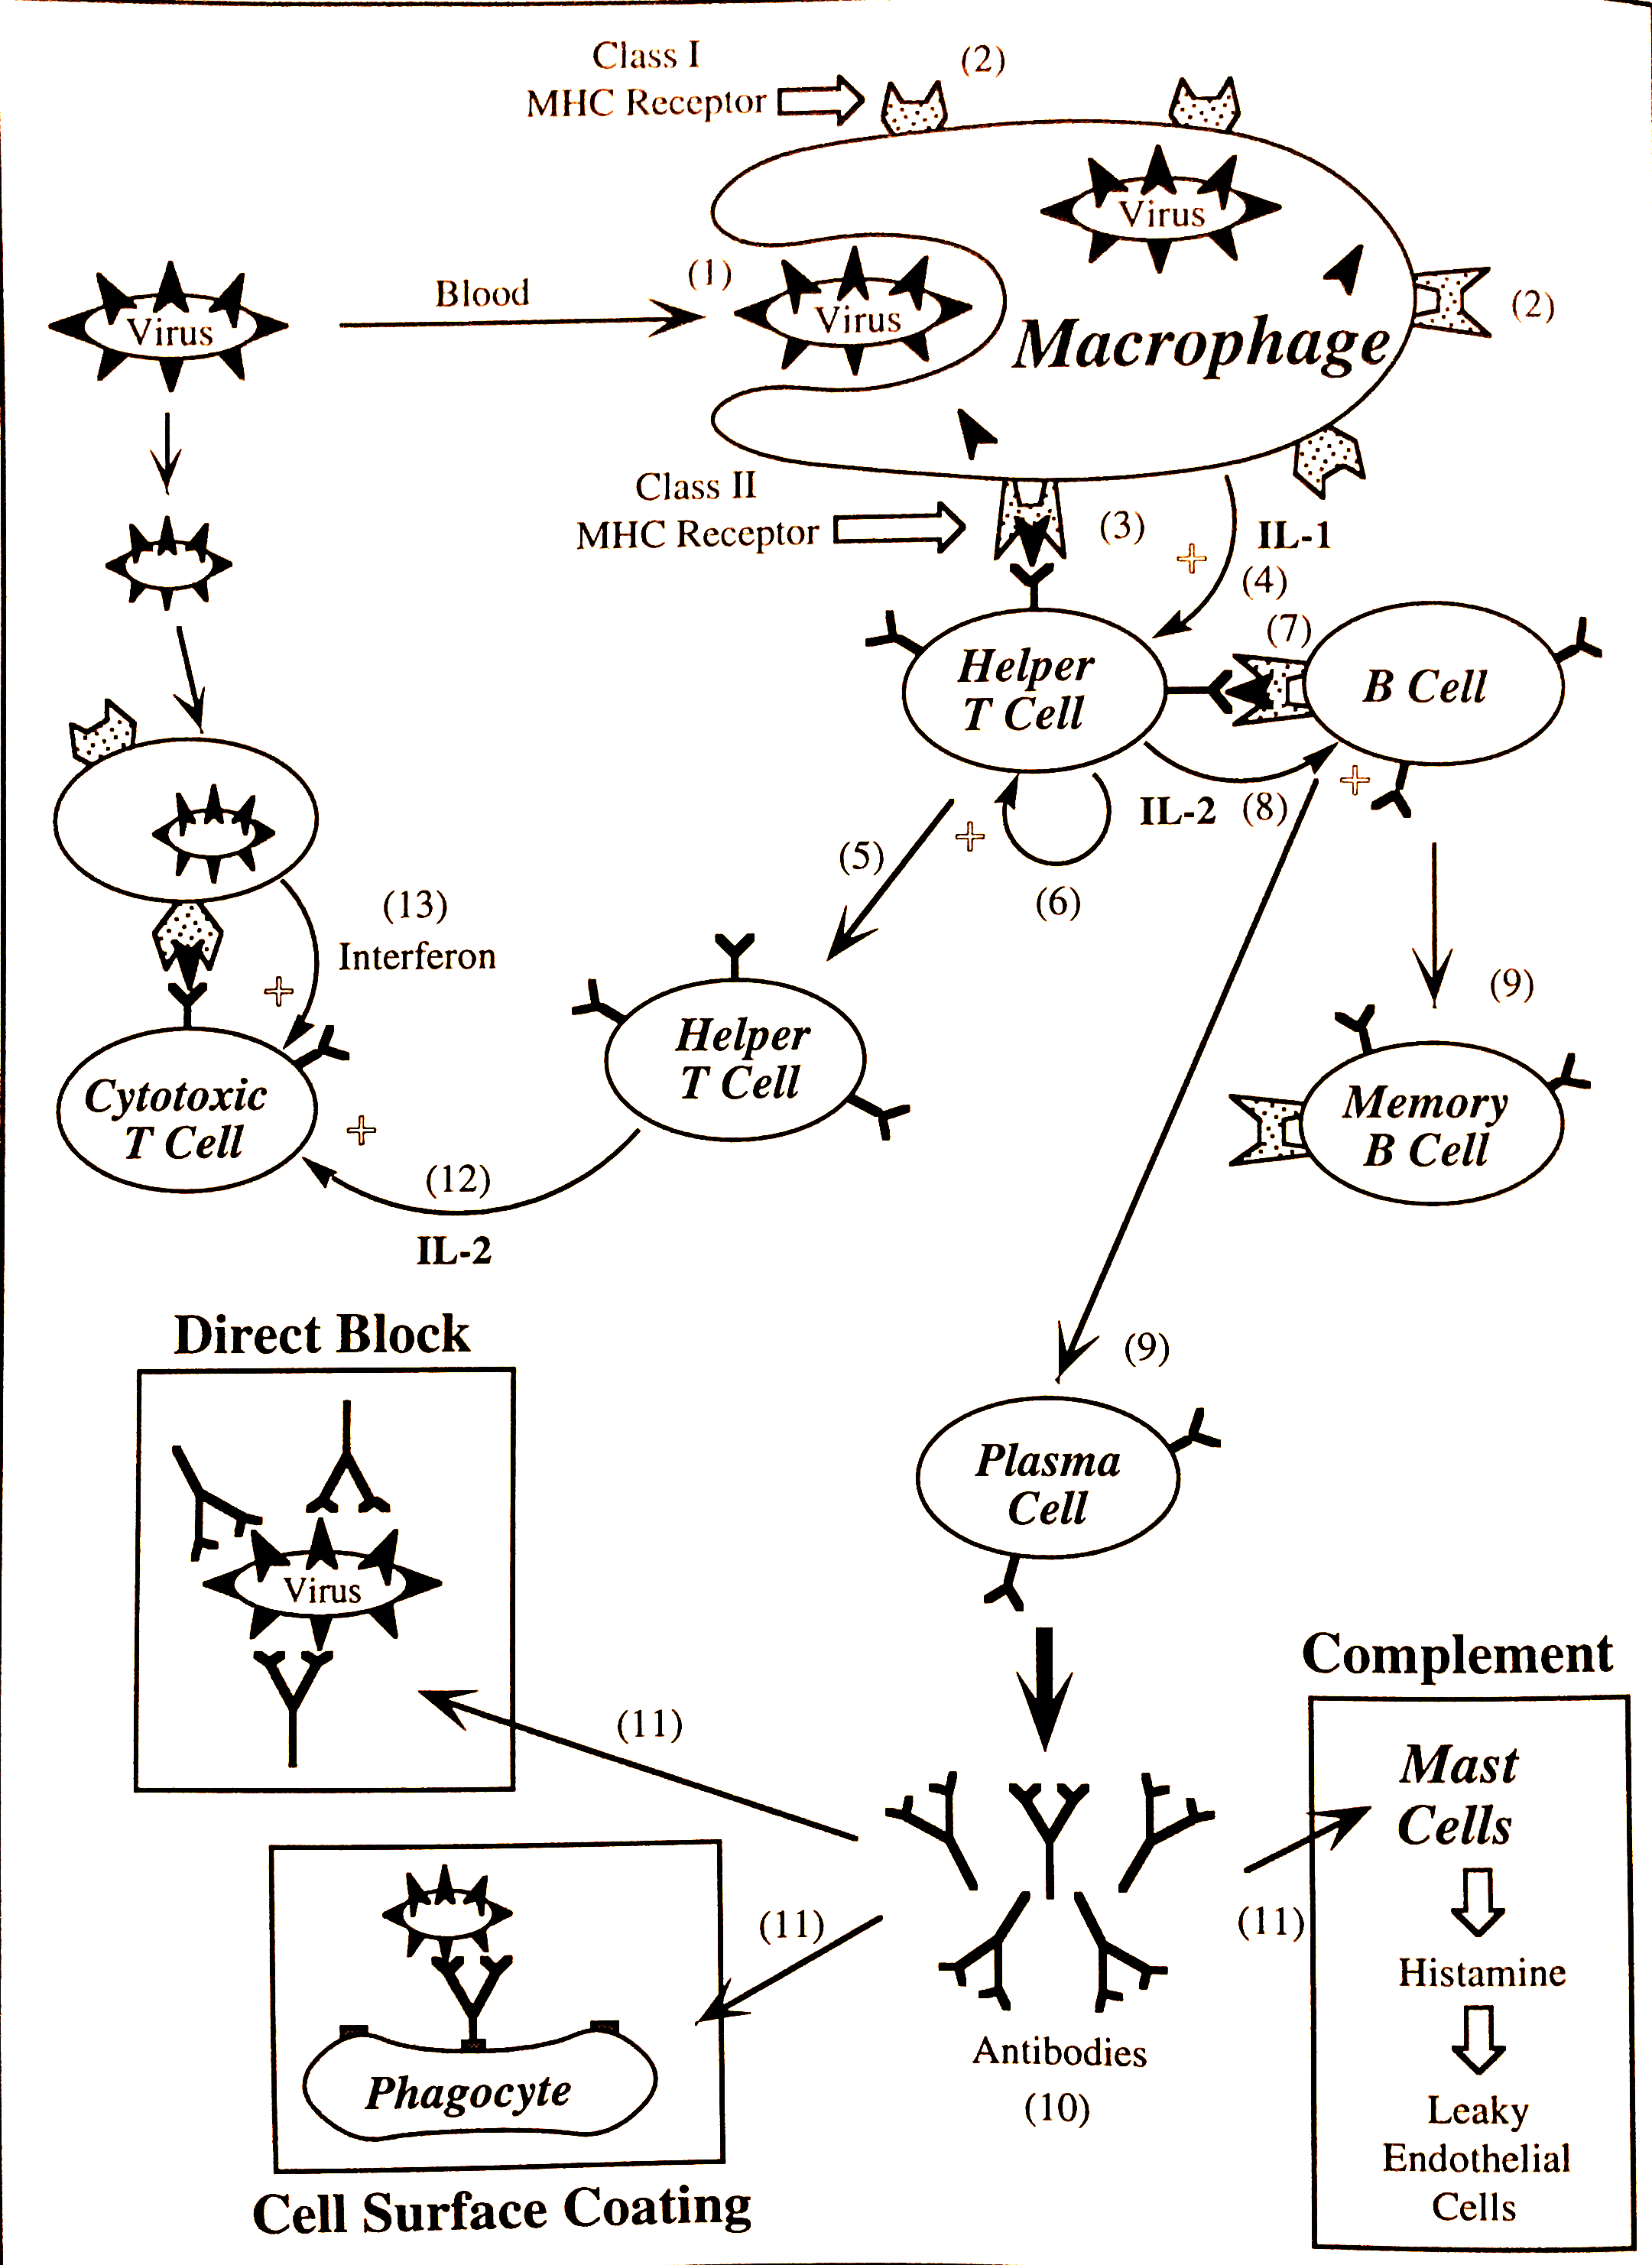 Class I
MHC Receptor
(2)
Virus
Virus
Blood
(1)
Virus
Macrophage
(2)
Class II
MHC Receptor
(3)
IL-1
(4)
(7)
Helper
T Cell
B Cell
IL-2
(8)
(5)
(6)
(13)
Interferon
(9)
Helper
T Cell
Cytotoxic
T Cell
Memory
B Cell
(12)
IL-2
Direct Block
(9)
Plasma
Cell
Virus
Complement
(11)
Mast
Cells
(11)
(11)
Histamine
Antibodies
(10)
Phagocyte
Leaky
Endothelial
Cells
Cell Surface Coating